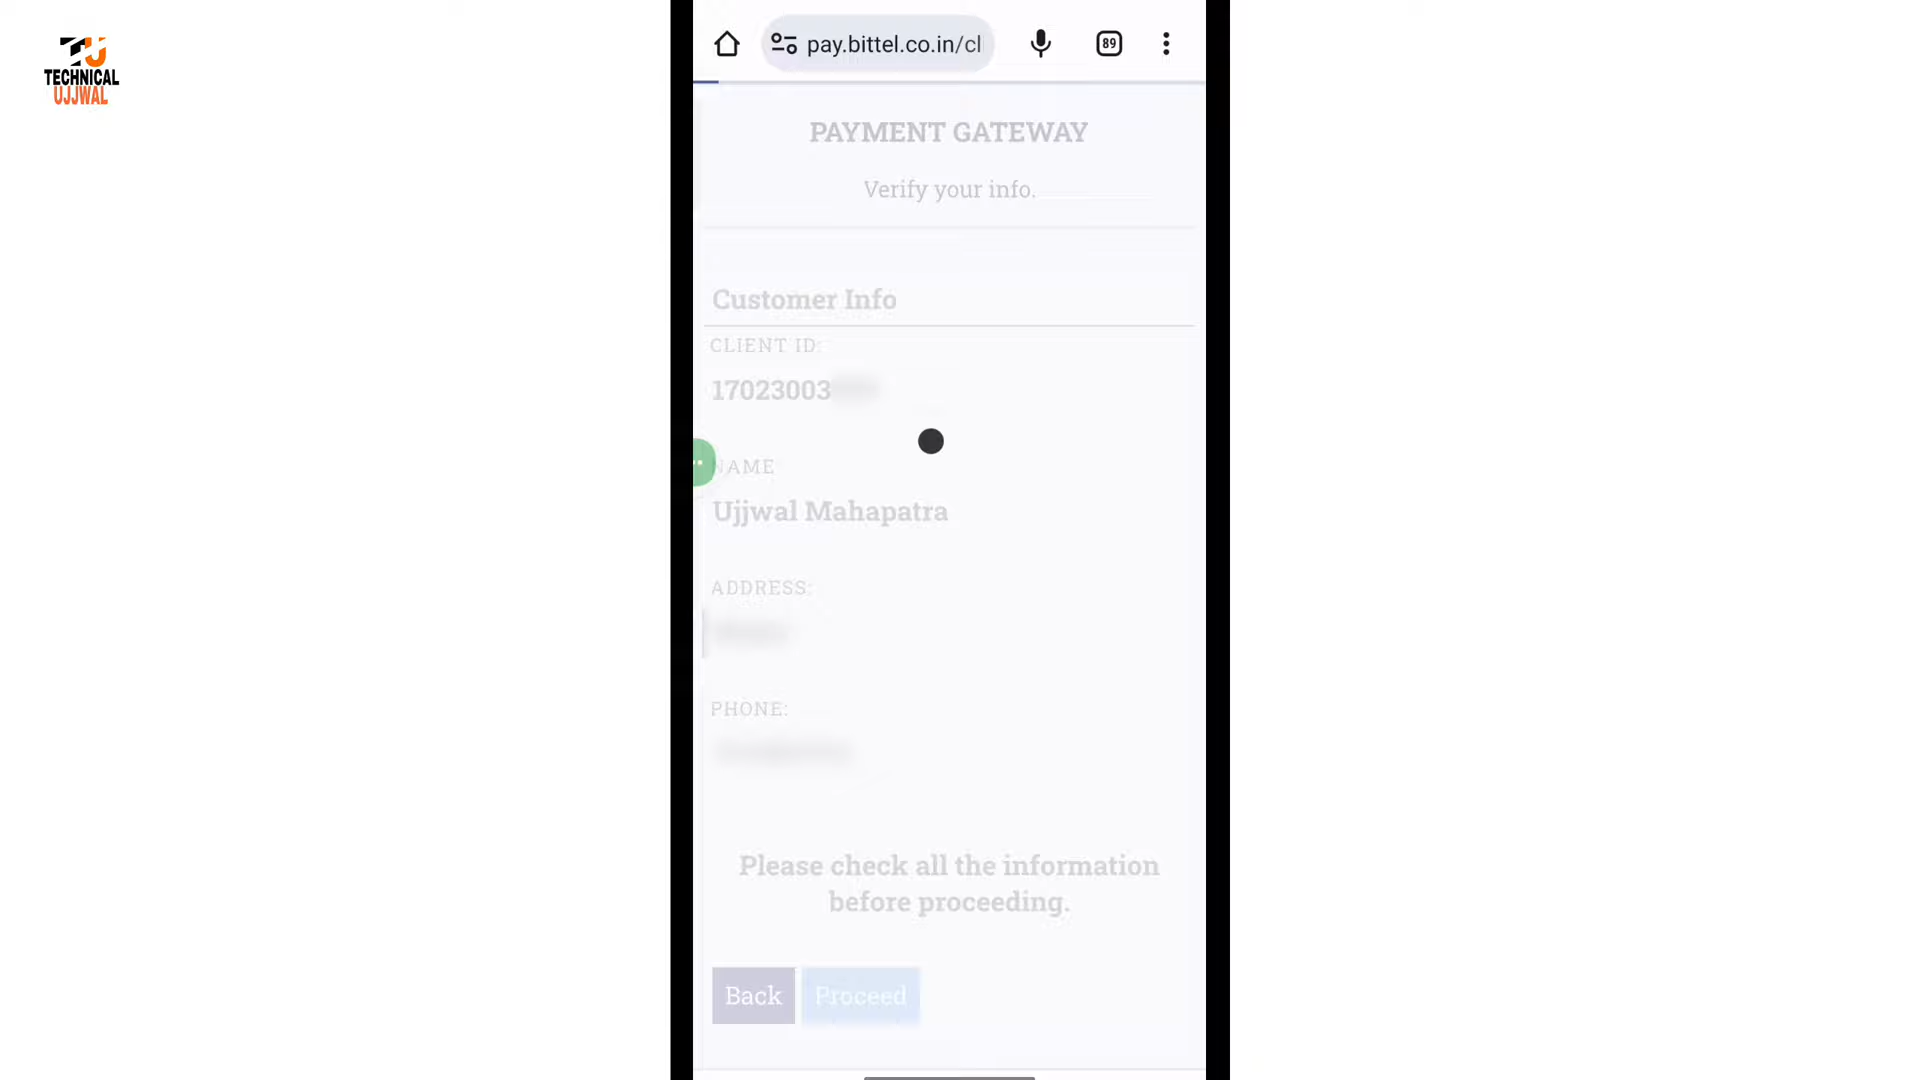 TU
TECHNICAL
UJJWAL
pay.bittel.co.in/cl
89
PAYMENT GATEWAY
Verify your info.
Customer Info
CLIENT ID:
17023003
NAME
Ujjwal Mahapatra
ADDRESS:
PHONE:
Please check all the information
before proceeding.
Back Proceed